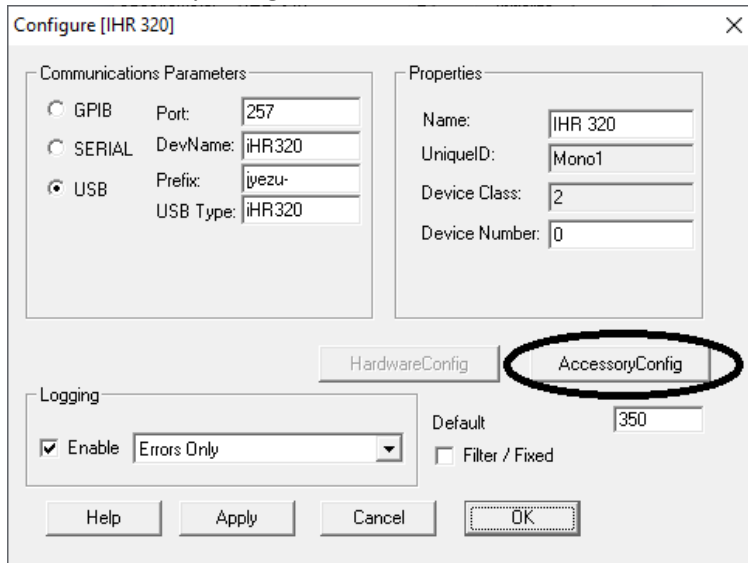 Configure [IHR 320]
Communications Parameters
GPIB
SERIAL
USB
Port: 257
DevName: iHR320
Prefix: jyezu-
USB Type: iHR320
Properties
Name: IHR 320
UniqueID: Mono1
Device Class: 2
Device Number: 0
HardwareConfig
AccessoryConfig
Logging
Enable
Errors Only
Default 350
Filter / Fixed
Help
Apply
Cancel
OK